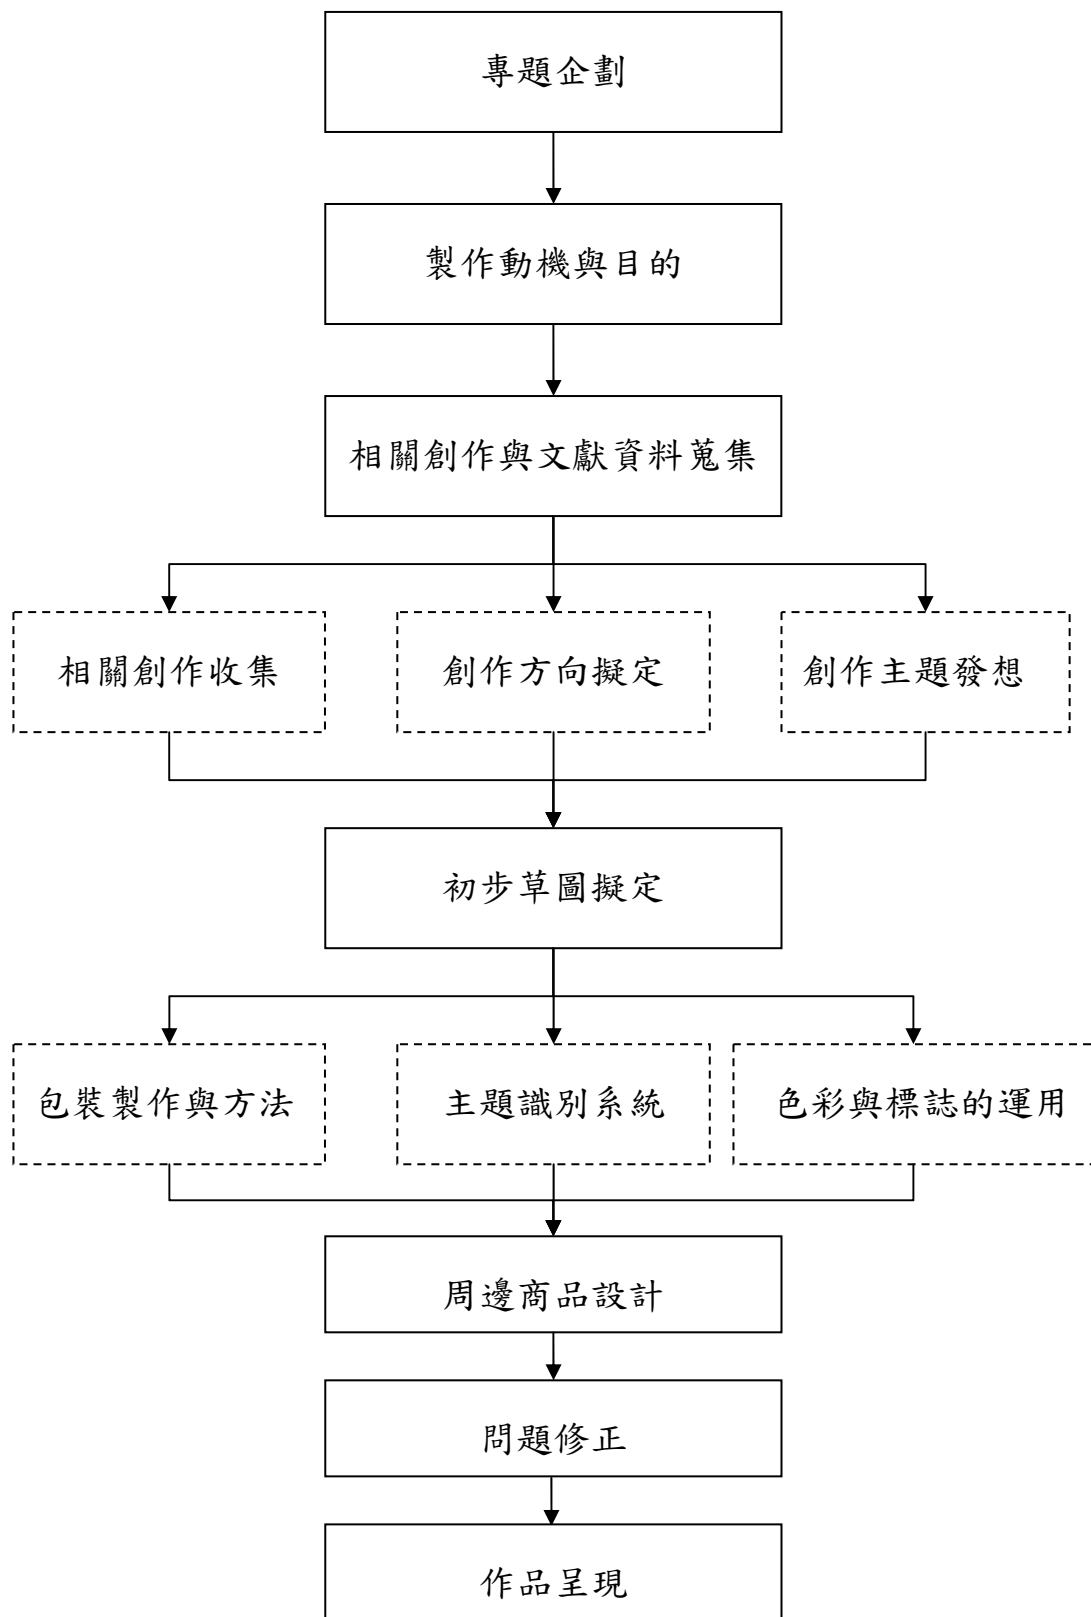 專題企劃
製作動機與目的
相關創作與文獻資料蒐集
相關創作收集
創作方向擬定
創作主題發想
初步草圖擬定
包裝製作與方法
主題識別系統
色彩與標誌的運用
周邊商品設計
問題修正
作品呈現